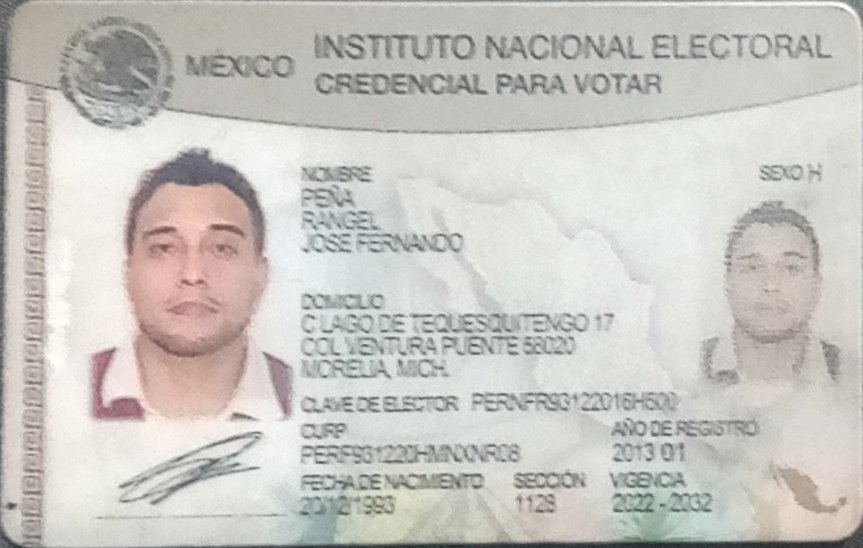 MÉXICO
INSTITUTO NACIONAL ELECTORAL
CREDENCIAL PARA VOTAR
NOMBRE
PEÑA
RANGEL
JOSE FERNANDO
SEXO H
DOMICILIO
C LAGO DE TEQUESQUITENGO 17
COL VENTURA PUENTE 58020
MORELIA, MICH.
CLAVE DE ELECTOR PERNFR93122016H500
CURP
PERF931220HMNXNR08
AÑO DE REGISTRO
2013 01
FECHA DE NACIMIENTO
20/12/1993
SECCIÓN
1128
VIGENCIA
2022 - 2032